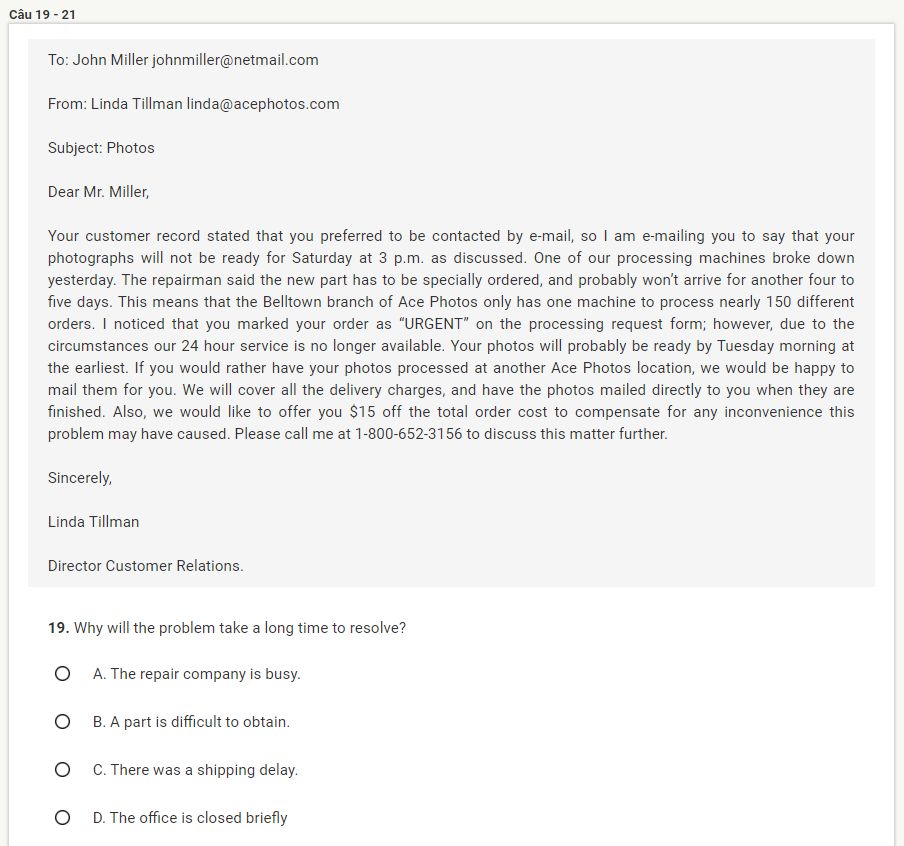 Câu 19 - 21
To: John Miller johnmiller@netmail.com
From: Linda Tillman linda@acephotos.com
Subject: Photos
Dear Mr. Miller,
Your customer record stated that you preferred to be contacted by e-mail, so I am e-mailing you to say that your
photographs will not be ready for Saturday at 3 p.m. as discussed. One of our processing machines broke down
yesterday. The repairman said the new part has to be specially ordered, and probably won’t arrive for another four to
five days. This means that the Belltown branch of Ace Photos only has one machine to process nearly 150 different
orders. I noticed that you marked your order as “URGENT” on the processing request form; however, due to the
circumstances our 24 hour service is no longer available. Your photos will probably be ready by Tuesday morning at
the earliest. If you would rather have your photos processed at another Ace Photos location, we would be happy to
mail them for you. We will cover all the delivery charges, and have the photos mailed directly to you when they are
finished. Also, we would like to offer you $15 off the total order cost to compensate for any inconvenience this
problem may have caused. Please call me at 1-800-652-3156 to discuss this matter further.
Sincerely,
Linda Tillman
Director Customer Relations.
19. Why will the problem take a long time to resolve?
A. The repair company is busy.
B. A part is difficult to obtain.
C. There was a shipping delay.
D. The office is closed briefly